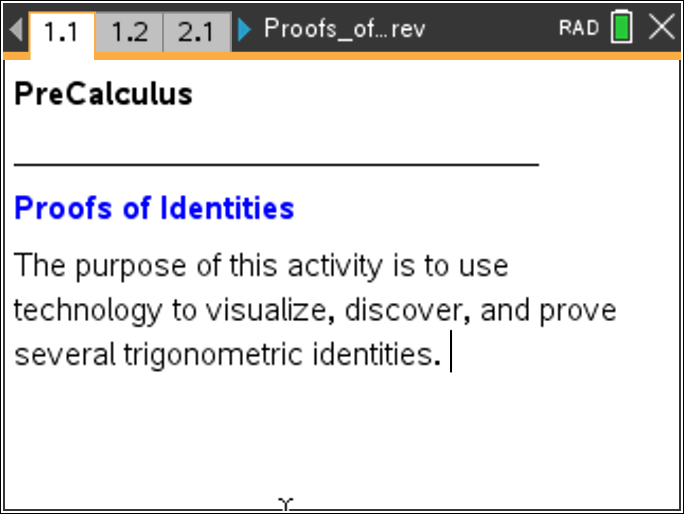 1.1 1.2 2.1 Proofs_of...rev RAD
PreCalculus
Proofs of Identities
The purpose of this activity is to use
technology to visualize, discover, and prove
several trigonometric identities.